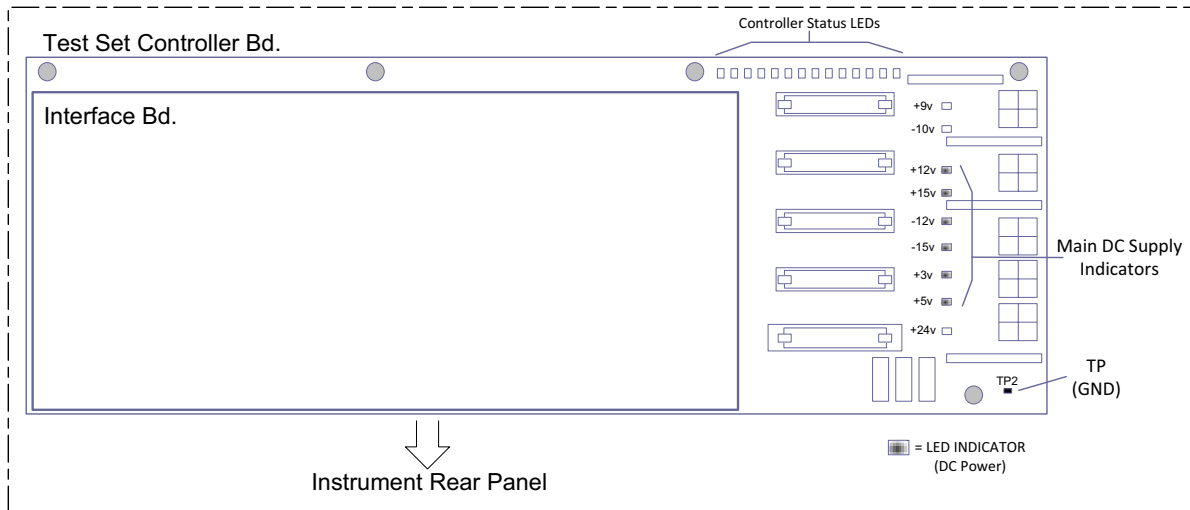 Controller Status LEDs
Test Set Controller Bd.
Interface Bd.
+9v
-10v
+12v
+15v
-12v
-15v
+3v
+5v
+24v
Main DC Supply
Indicators
TP2
TP
(GND)
= LED INDICATOR
(DC Power)
Instrument Rear Panel